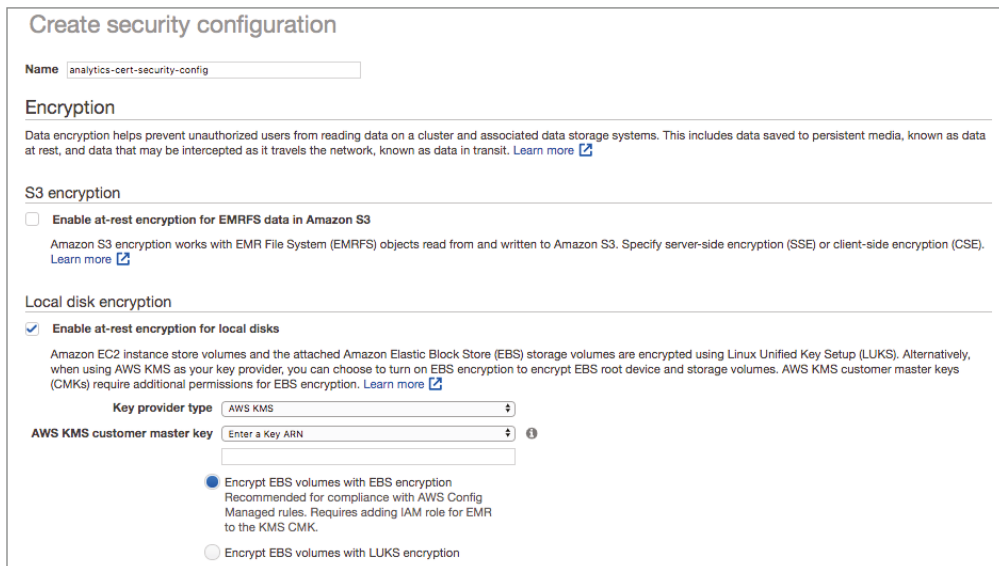 Create security configuration
Name analytics-cert-security-config
Encryption
Data encryption helps prevent unauthorized users from reading data on a cluster and associated data storage systems. This includes data saved to persistent media, known as data
at rest, and data that may be intercepted as it travels the network, known as data in transit. Learn more
S3 encryption
Enable at-rest encryption for EMRFS data in Amazon S3
Amazon S3 encryption works with EMR File System (EMRFS) objects read from and written to Amazon S3. Specify server-side encryption (SSE) or client-side encryption (CSE).
Learn more
Local disk encryption
Enable at-rest encryption for local disks
Amazon EC2 instance store volumes and the attached Amazon Elastic Block Store (EBS) storage volumes are encrypted using Linux Unified Key Setup (LUKS). Alternatively,
when using AWS KMS as your key provider, you can choose to turn on EBS encryption to encrypt EBS root device and storage volumes. AWS KMS customer master keys
(CMKs) require additional permissions for EBS encryption. Learn more
Key provider type AWS KMS
AWS KMS customer master key Enter a Key ARN
Encrypt EBS volumes with EBS encryption
Recommended for compliance with AWS Config
Managed rules. Requires adding IAM role for EMR
to the KMS CMK.
Encrypt EBS volumes with LUKS encryption